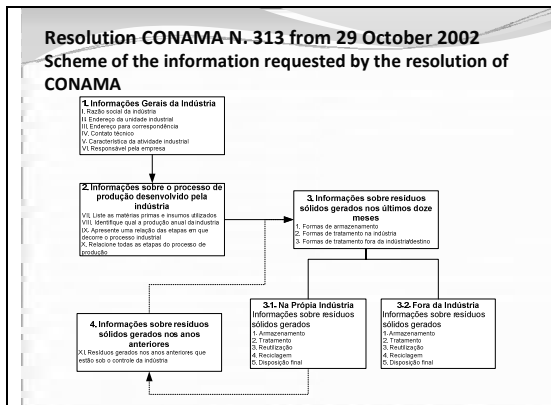 Resolution CONAMA N. 313 from 29 October 2002
Scheme of the information requested by the resolution of
CONAMA
1. Informações Gerais da Indústria
I. Razão social da indústria
II. Endereço da unidade industrial
III. Endereço para correspondência
IV. Contato técnico
V. Característica da atividade industrial
VI. Responsável pela empresa
2. Informações sobre o processo de
produção desenvolvido pela
indústria
VII. Liste as matérias primas e insumos utilizados
VIII. Identifique qual a produção anual da industria
IX. Apresente uma relação das etapas em que
decorre o processo industrial
X. Relacione todas as etapas do processo de
produção
3. Informações sobre resíduos
sólidos gerados nos últimos doze
meses
1. Formas de armazenamento
2. Formas de tratamento na indústria
3. Formas de tratamento fora da indústria/destino
4. Informações sobre resíduos
sólidos gerados nos anos
anteriores
XI. Resíduos gerados nos anos anteriores que
estão sob o controle da indústria
3.1- Na Própia Indústria
Informações sobre resíduos
sólidos gerados
1- Armazenamento
2. Tratamento
3. Reutilização
4. Reciclagem
5. Disposição final
3.2- Fora da Indústria
Informações sobre resíduos
sólidos gerados
1- Armazenamento
2. Tratamento
3. Reutilização
4. Reciclagem
5. Disposição final